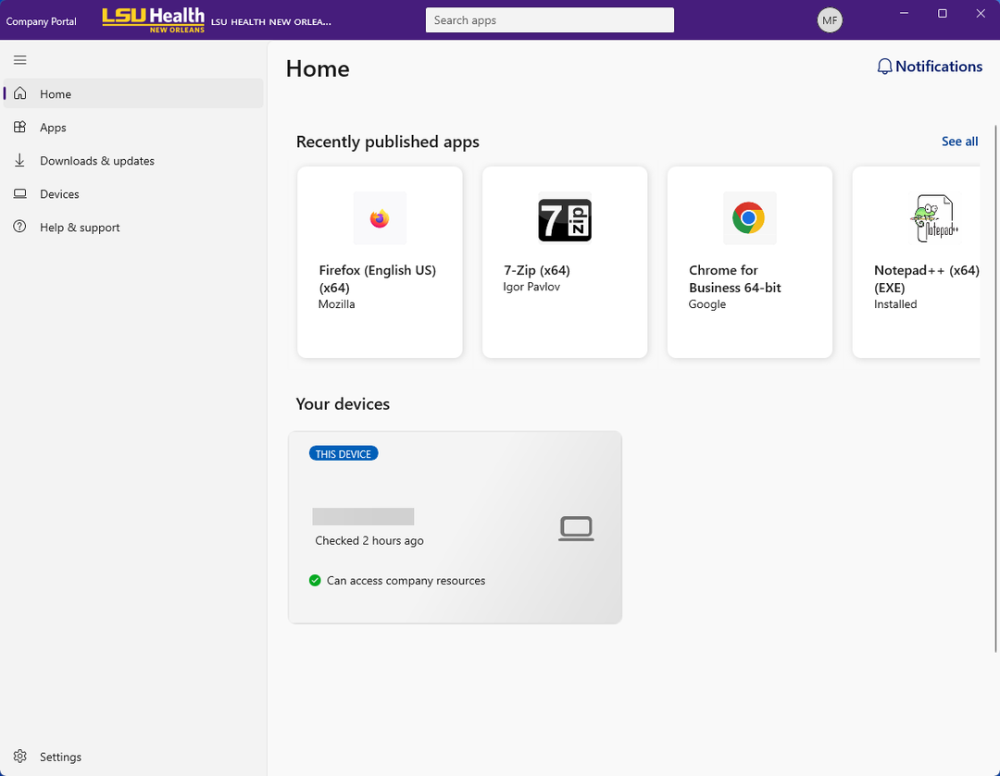 Company Portal
LSU Health
NEW ORLEANS
LSU HEALTH NEW ORLEA...
Search apps
MF
Home
Apps
Downloads & updates
Devices
Help & support
Settings
Home
Notifications
Recently published apps
See all
Firefox (English US)
(x64)
Mozilla
7zip
7-Zip (x64)
Igor Pavlov
Chrome for
Business 64-bit
Google
Notepad++
Notepad++ (x64)
(EXE)
Installed
Your devices
THIS DEVICE
Checked 2 hours ago
Can access company resources